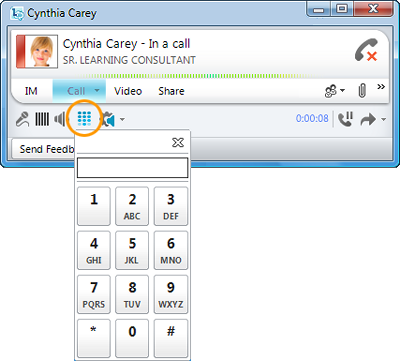 Cynthia Carey
Cynthia Carey - In a call
SR. LEARNING CONSULTANT
IM Call Video Share »
0:00:08
Send Feedb
1 2 3
ABC DEF
4 5 6
GHI JKL MNO
7 8 9
PQRS TUV WXYZ
* 0 #